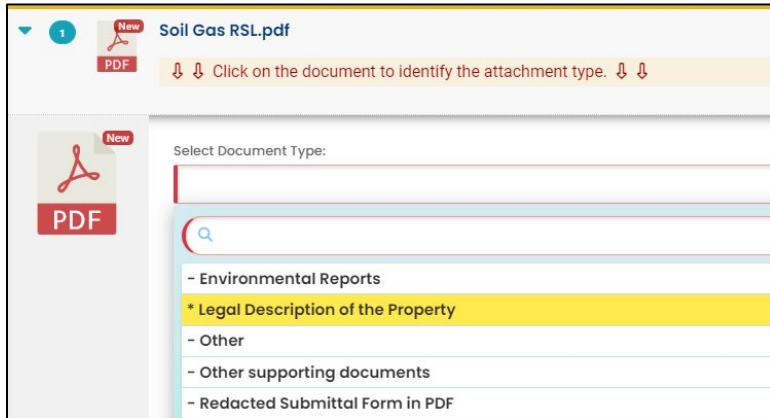 1
New
PDF
Soil Gas RSL.pdf
⇩ ⇩ Click on the document to identify the attachment type. ⇩ ⇩
New
PDF
Select Document Type:
- Environmental Reports
* Legal Description of the Property
- Other
- Other supporting documents
- Redacted Submittal Form in PDF